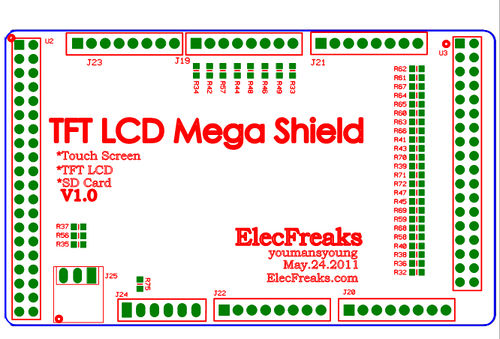 U2
J23
J19
J21
U3
R34
R42
R57
R44
R48
R46
R49
R33
R62
R61
R67
R64
R65
R60
R63
R66
R41
R43
R70
R39
R71
R72
R47
R45
R69
R59
R68
R58
R40
R38
R36
R32
TFT LCD Mega Shield
*Touch Screen
*TFT LCD
*SD Card
V1.0
R37
R56
R35
ElecFreaks
youmansyoung
May.24.2011
ElecFreaks.com
J25
R75
J24
J22
J20